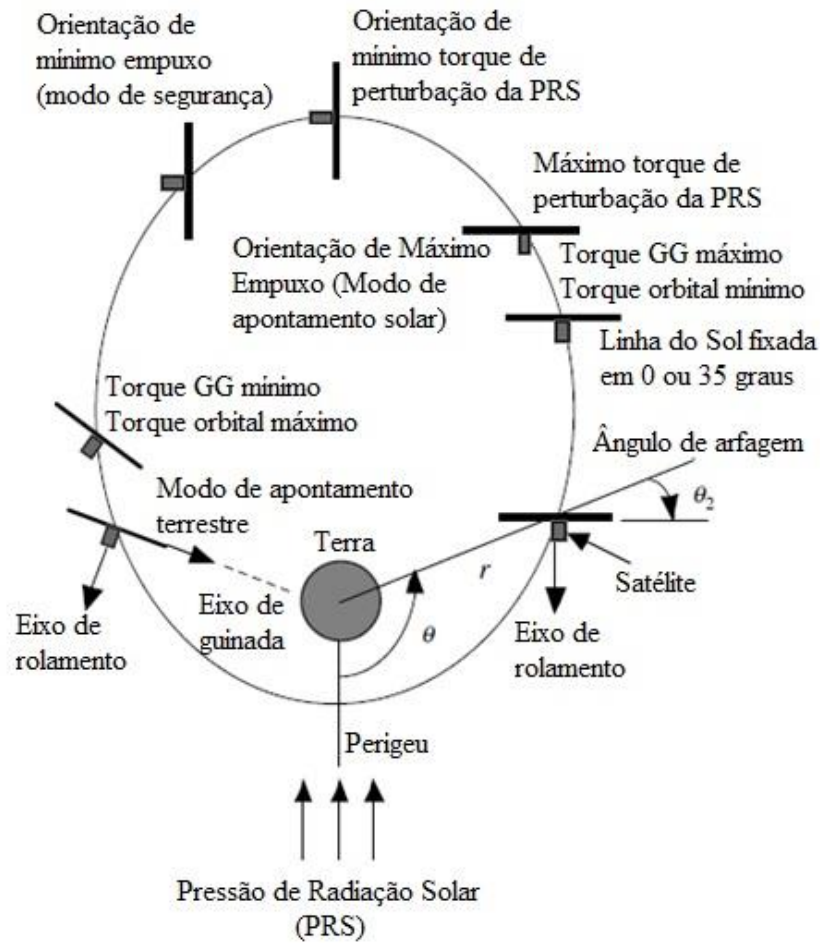 Orientação de
mínimo empuxo
(modo de segurança)
Orientação de
mínimo torque de
perturbação da PRS
Máximo torque de
perturbação da PRS
Orientação de Máximo
Empuxo (Modo de
apontamento solar)
Torque GG máximo
Torque orbital mínimo
Linha do Sol fixada
em 0 ou 35 graus
Torque GG mínimo
Torque orbital máximo
Ângulo de arfagem
θ2
Modo de apontamento
terrestre
Terra
r
Satélite
Eixo de
guinada
θ
Eixo de
rolamento
Eixo de
rolamento
Perigeu
Pressão de Radiação Solar
(PRS)